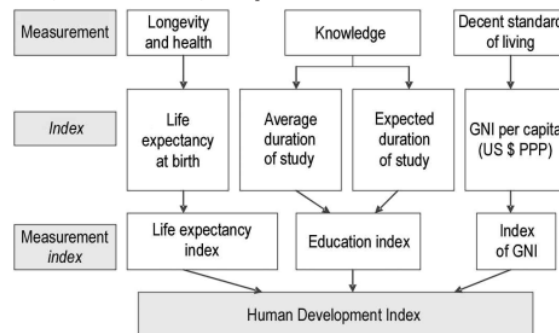 Measurement
Longevity
and health
Knowledge
Decent standard
of living
Index
Life
expectancy
at birth
Average
duration
of study
Expected
duration
of study
GNI per capita
(US $ PPP)
Measurement
index
Life expectancy
index
Education index
Index
of GNI
Human Development Index